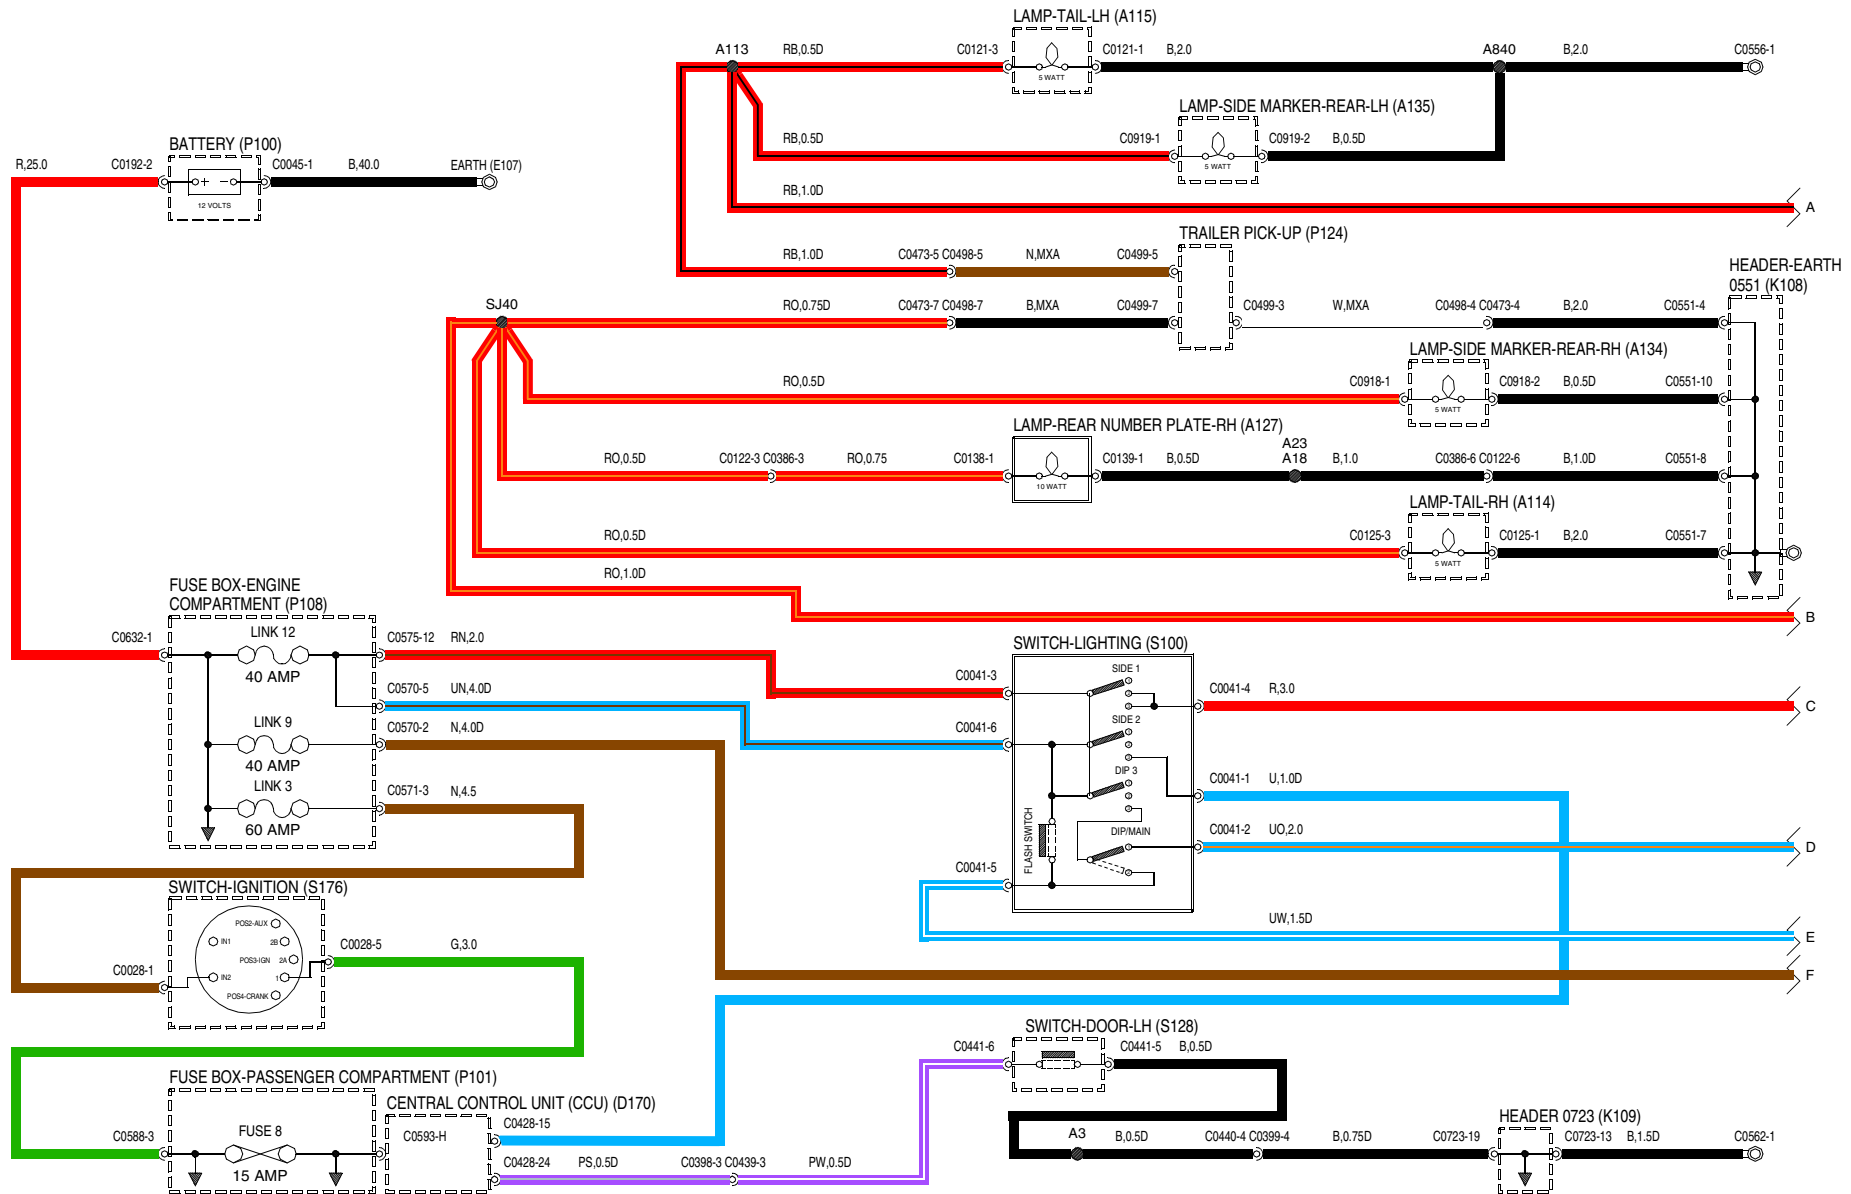 LAMP-TAIL-LH (A115)
A113 RB,0.5D C0121-3 C0121-1 B,2.0 A840 B,2.0 C0556-1
5 WATT
LAMP-SIDE MARKER-REAR-LH (A135)
RB,0.5D C0919-1 C0919-2 B,0.5D
5 WATT
BATTERY (P100)
R,25.0 C0192-2 C0045-1 B,40.0 EARTH (E107)
+ −
12 VOLTS
RB,1.0D
A
TRAILER PICK-UP (P124)
RB,1.0D C0473-5 C0498-5 N,MXA C0499-5
HEADER-EARTH
0551 (K108)
SJ40 RO,0.75D C0473-7 C0498-7 B,MXA C0499-7 C0499-3 W,MXA C0498-4 C0473-4 B,2.0 C0551-4
LAMP-SIDE MARKER-REAR-RH (A134)
RO,0.5D C0918-1 C0918-2 B,0.5D C0551-10
5 WATT
LAMP-REAR NUMBER PLATE-RH (A127)
A23
A18
RO,0.5D C0122-3 C0386-3 RO,0.75 C0138-1 C0139-1 B,0.5D B,1.0 C0386-6 C0122-6 B,1.0D C0551-8
10 WATT
LAMP-TAIL-RH (A114)
RO,0.5D C0125-3 C0125-1 B,2.0 C0551-7
5 WATT
RO,1.0D
B
FUSE BOX-ENGINE
COMPARTMENT (P108)
C0632-1 LINK 12 C0575-12 RN,2.0
40 AMP
C0570-5 UN,4.0D
LINK 9 C0570-2 N,4.0D
40 AMP
LINK 3 C0571-3 N,4.5
60 AMP
SWITCH-LIGHTING (S100)
C0041-3 SIDE 1 C0041-4 R,3.0
1
2
3
C
C0041-6 SIDE 2
1
2
3
DIP 3 C0041-1 U,1.0D
1
2
3
FLASH SWITCH
DIP/MAIN C0041-2 UO,2.0
1
2
D
C0041-5
UW,1.5D
E
F
SWITCH-IGNITION (S176)
POS2-AUX
IN1 2B
POS3-IGN 2A
IN2 1
POS4-CRANK
C0028-1 C0028-5 G,3.0
SWITCH-DOOR-LH (S128)
C0441-6 C0441-5 B,0.5D
FUSE BOX-PASSENGER COMPARTMENT (P101)
CENTRAL CONTROL UNIT (CCU) (D170)
C0588-3 FUSE 8 C0593-H C0428-15
15 AMP
C0428-24 PS,0.5D C0398-3 C0439-3 PW,0.5D
HEADER 0723 (K109)
A3 B,0.5D C0440-4 C0399-4 B,0.75D C0723-19 C0723-13 B,1.5D C0562-1